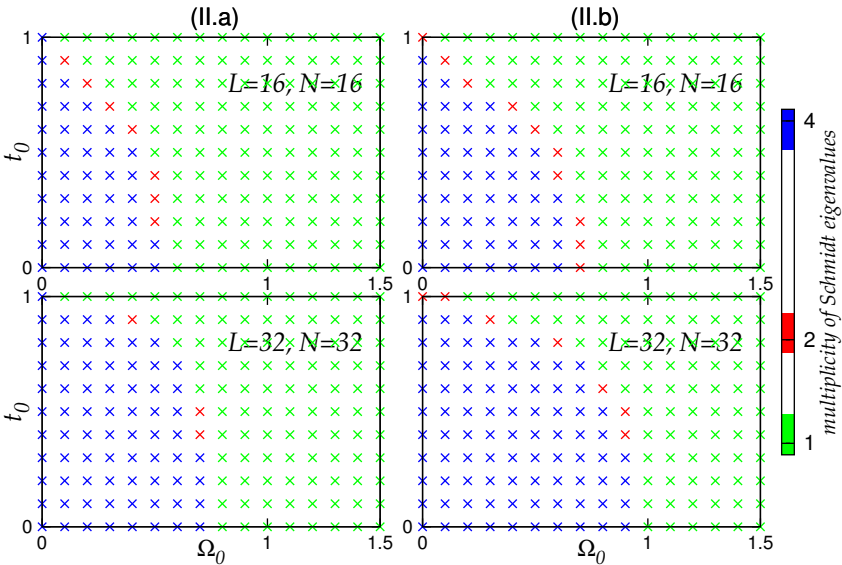 (II.a)
(II.b)
1
t₀
0
L=16, N=16
0
1
1.5
1
0
L=16, N=16
0
1
1.5
1
t₀
0
L=32, N=32
0
Ω₀
1
1.5
1
0
L=32, N=32
0
Ω₀
1
1.5
4
2
1
multiplicity of Schmidt eigenvalues